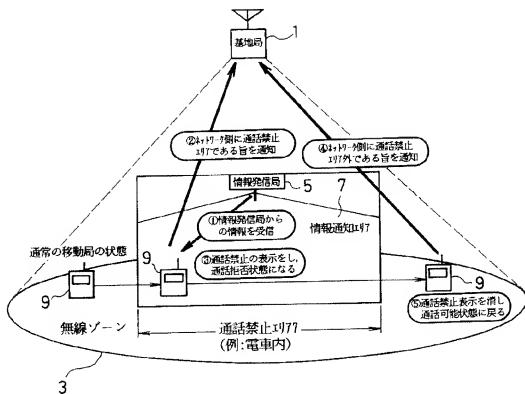 基地局
1
②ネットワーク側に通話禁止
エリアである旨を通知
④ネットワーク側に通話禁止
エリア外である旨を通知
情報発信局
5
7
①情報発信局から
の情報を受信
情報通知エリア
通常の移動局の状態
9
9
③通話禁止の表示をし,
通話拒否状態になる
9
⑤通話禁止表示を消し
通話可能状態に戻る
無線ゾーン
通話禁止エリア7
(例:電車内)
3